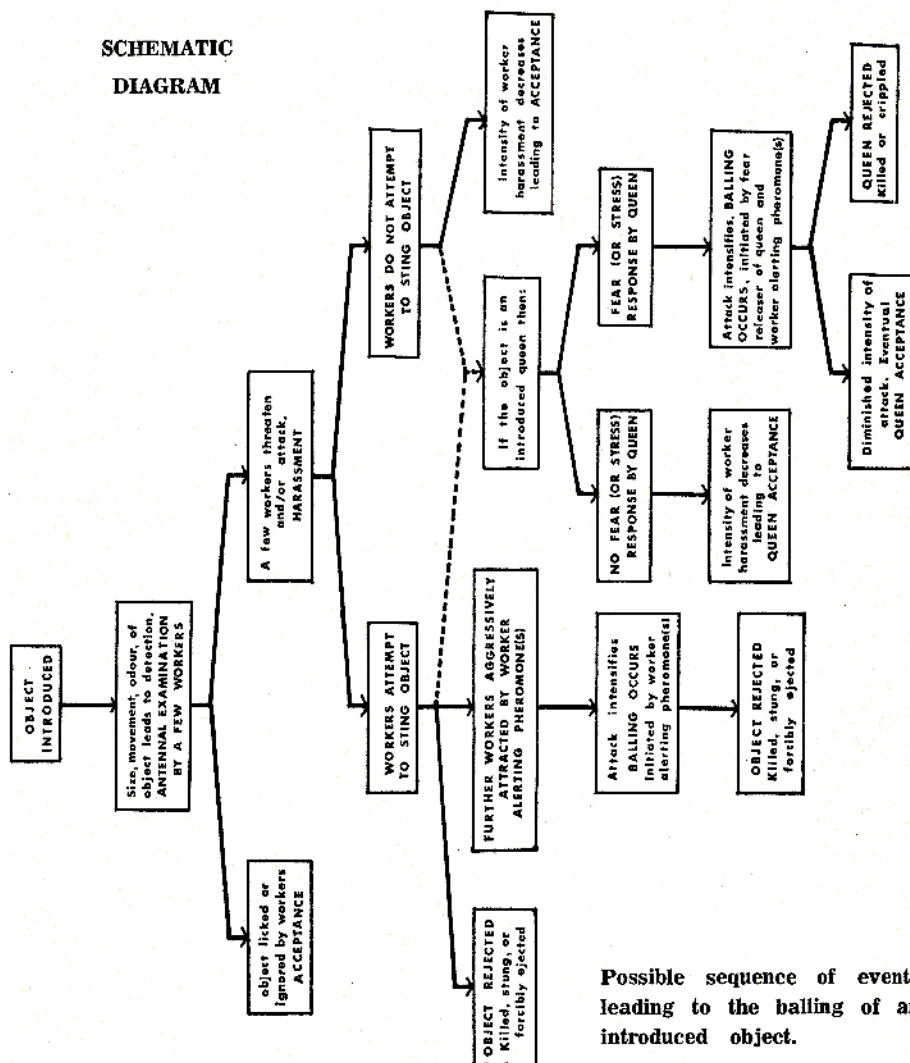 SCHEMATIC
DIAGRAM
OBJECT
INTRODUCED
Size, movement, odour, of
object leads to detection.
ANTENNAL EXAMINATION
BY A FEW WORKERS
object licked or
ignored by workers
ACCEPTANCE
A few workers threaten
and/or attack.
HARASSMENT
WORKERS ATTEMPT
TO STING OBJECT
WORKERS DO NOT ATTEMPT
TO STING OBJECT
OBJECT REJECTED
Killed, stung, or
forcibly ejected
FURTHER WORKERS AGGRESSIVELY
ATTRACTED BY WORKER
ALERTING PHEROMONE(S)
If the object is an
introduced queen then:
Intensity of worker
harassment decreases
leading to ACCEPTANCE
Attack intensifies
BALLING OCCURS
Initiated by worker
alerting pheromone(s)
NO FEAR (OR STRESS)
RESPONSE BY QUEEN
FEAR (OR STRESS)
RESPONSE BY QUEEN
OBJECT REJECTED
Killed, stung, or
forcibly ejected
Intensity of worker
harassment decreases
leading to
QUEEN ACCEPTANCE
Attack intensifies, BALLING
OCCURS, initiated by fear
releaser of queen and
worker alerting pheromone(s)
Diminished intensity of
attack. Eventual
QUEEN ACCEPTANCE
QUEEN REJECTED
Killed or crippled
Possible sequence of event
leading to the balling of an
introduced object.